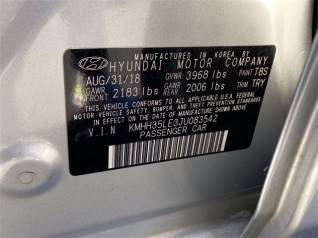 MANUFACTURED IN KOREA BY
HYUNDAI MOTOR COMPANY
AUG/31/18 GVWR 3968 lbs PAINT T8S
GAWR FRONT 2183 lbs GAWR REAR 2006 lbs TRIM TRY
THIS VEHICLE CONFORMS TO ALL APPLICABLE
U.S. FEDERAL MOTOR VEHICLE SAFETY, BUMPER
AND THEFT PREVENTION STANDARDS IN EFFECT
ON THE DATE OF MANUFACTURE SHOWN ABOVE.
V.I.N KMHH35LE3JU083542
PASSENGER CAR